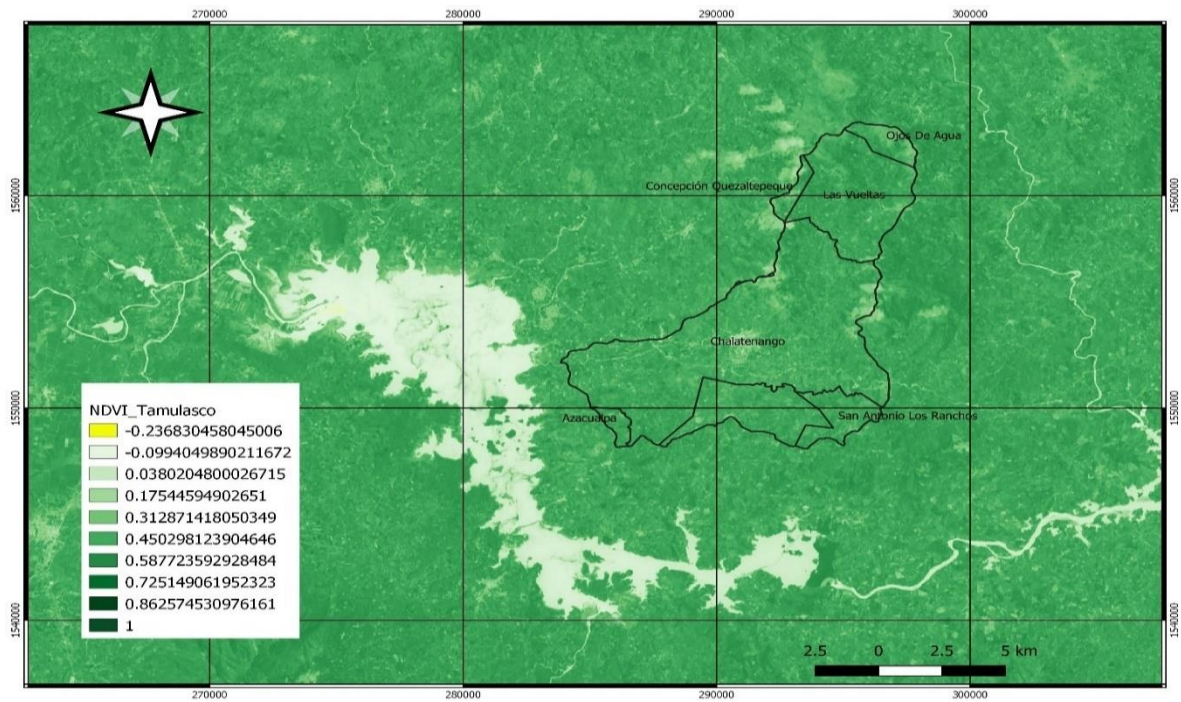 270000 280000 290000 300000
1560000 1560000
1550000 1550000
1540000 1540000
Ojos De Agua
Concepción Quezaltepeque
Las Vueltas
Chalatenango
Azacualpa
San Antonio Los Ranchos
NDVI_Tamulasco
-0.236830458045006
-0.0994049890211672
0.0380204800026715
0.17544594902651
0.312871418050349
0.450298123904646
0.587723592928484
0.725149061952323
0.862574530976161
1
2.5 0 2.5 5 km
270000 280000 290000 300000